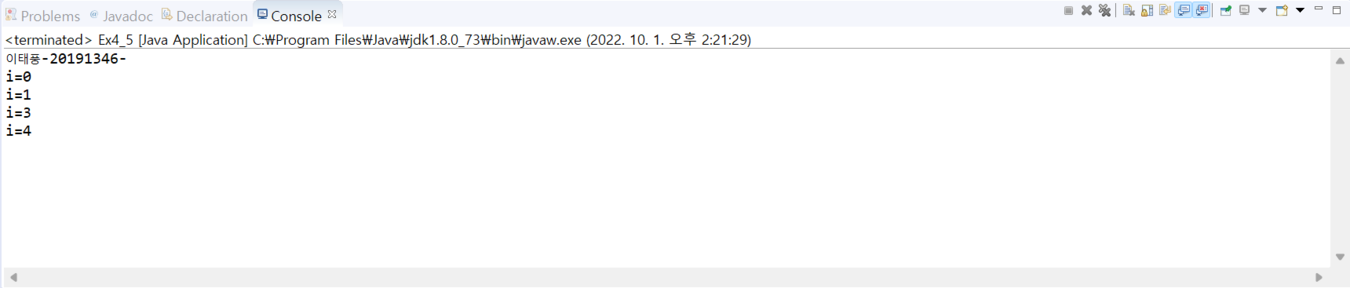 Problems Javadoc Declaration Console
<terminated> Ex4_5 [Java Application] C:₩Program Files₩Java₩jdk1.8.0_73₩bin₩javaw.exe (2022. 10. 1. 오후 2:21:29)
이태풍-20191346-
i=0
i=1
i=3
i=4